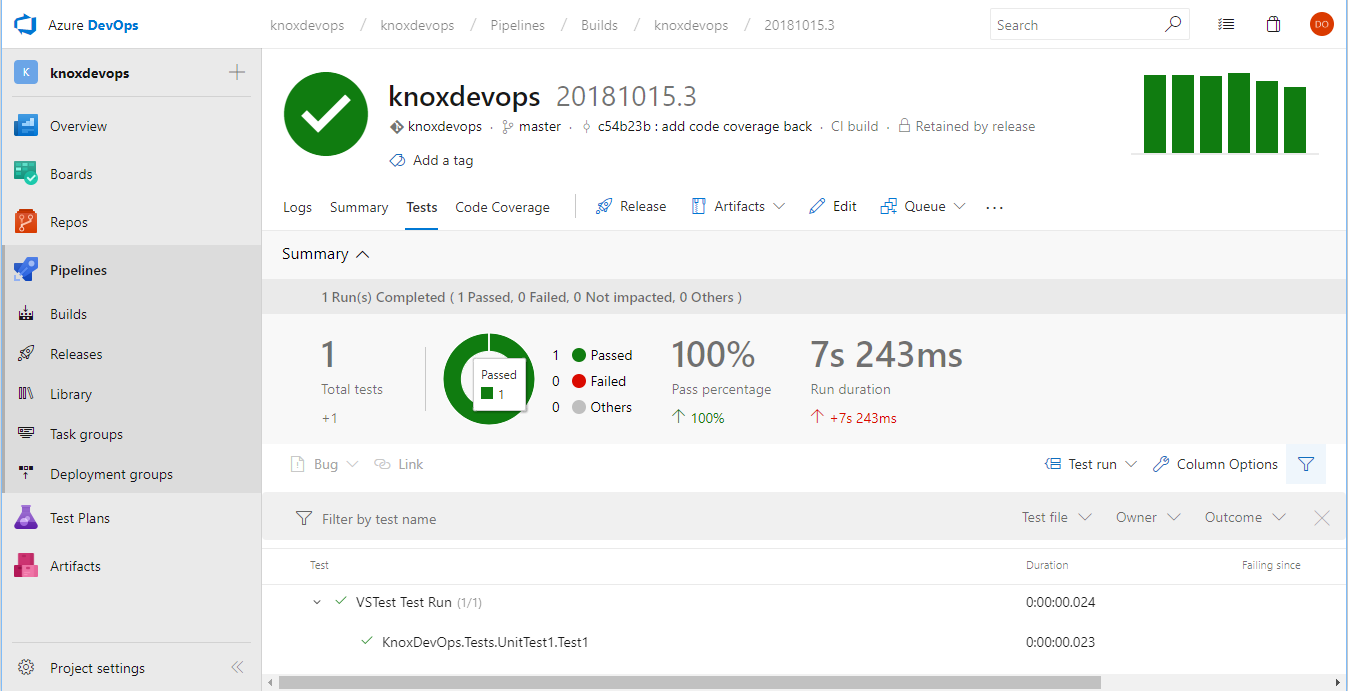 Azure DevOps
knoxdevops / knoxdevops / Pipelines / Builds / knoxdevops / 20181015.3
Search
DO
K knoxdevops
Overview
Boards
Repos
Pipelines
Builds
Releases
Library
Task groups
Deployment groups
Test Plans
Artifacts
Project settings
knoxdevops 20181015.3
knoxdevops · master · c54b23b : add code coverage back · CI build · Retained by release
Add a tag
Logs Summary Tests Code Coverage Release Artifacts Edit Queue ...
Summary
1 Run(s) Completed ( 1 Passed, 0 Failed, 0 Not impacted, 0 Others )
1
Total tests
+1
Passed
1
1 Passed
0 Failed
0 Others
100%
Pass percentage
100%
7s 243ms
Run duration
+7s 243ms
Bug Link Test run Column Options
Filter by test name Test file Owner Outcome
Test Duration Failing since
VSTest Test Run (1/1) 0:00:00.024
KnoxDevOps.Tests.UnitTest1.Test1 0:00:00.023